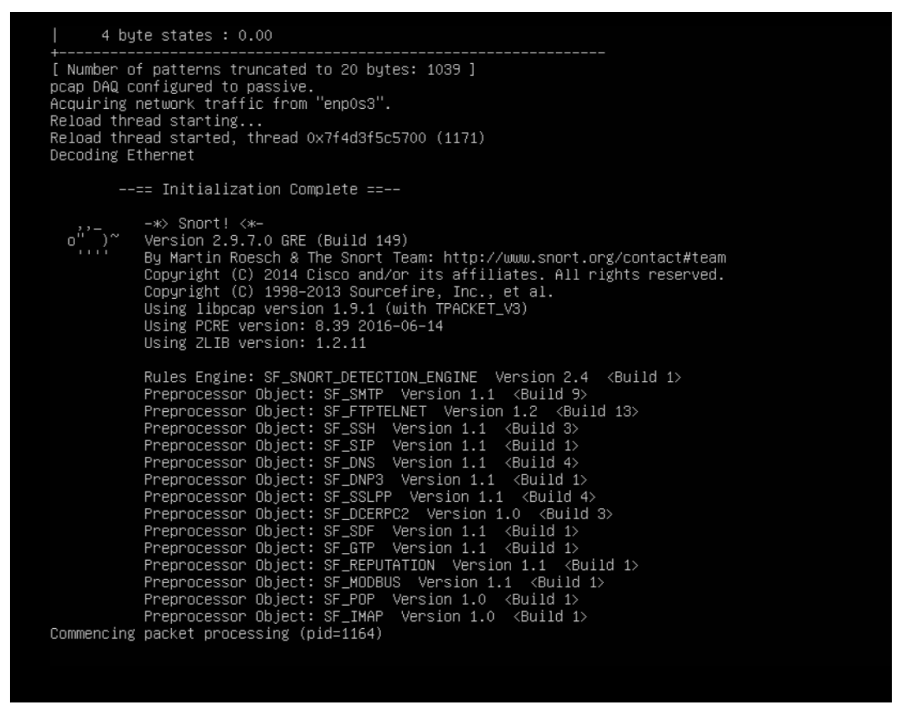 |     4 byte states : 0.00
+----------------------------------------------------------------
[ Number of patterns truncated to 20 bytes: 1039 ]
pcap DAQ configured to passive.
Acquiring network traffic from "enp0s3".
Reload thread starting...
Reload thread started, thread 0x7f4d3f5c5700 (1171)
Decoding Ethernet
        --== Initialization Complete ==--
   ,,_     -*> Snort! <*-
  o"  )~   Version 2.9.7.0 GRE (Build 149)
   ''''    By Martin Roesch & The Snort Team: http://www.snort.org/contact#team
           Copyright (C) 2014 Cisco and/or its affiliates. All rights reserved.
           Copyright (C) 1998-2013 Sourcefire, Inc., et al.
           Using libpcap version 1.9.1 (with TPACKET_V3)
           Using PCRE version: 8.39 2016-06-14
           Using ZLIB version: 1.2.11
           Rules Engine: SF_SNORT_DETECTION_ENGINE  Version 2.4  <Build 1>
           Preprocessor Object: SF_SMTP  Version 1.1  <Build 9>
           Preprocessor Object: SF_FTPTELNET  Version 1.2  <Build 13>
           Preprocessor Object: SF_SSH  Version 1.1  <Build 3>
           Preprocessor Object: SF_SIP  Version 1.1  <Build 1>
           Preprocessor Object: SF_DNS  Version 1.1  <Build 4>
           Preprocessor Object: SF_DNP3  Version 1.1  <Build 1>
           Preprocessor Object: SF_SSLPP  Version 1.1  <Build 4>
           Preprocessor Object: SF_DCERPC2  Version 1.0  <Build 3>
           Preprocessor Object: SF_SDF  Version 1.1  <Build 1>
           Preprocessor Object: SF_GTP  Version 1.1  <Build 1>
           Preprocessor Object: SF_REPUTATION  Version 1.1  <Build 1>
           Preprocessor Object: SF_MODBUS  Version 1.1  <Build 1>
           Preprocessor Object: SF_POP  Version 1.0  <Build 1>
           Preprocessor Object: SF_IMAP  Version 1.0  <Build 1>
Commencing packet processing (pid=1164)